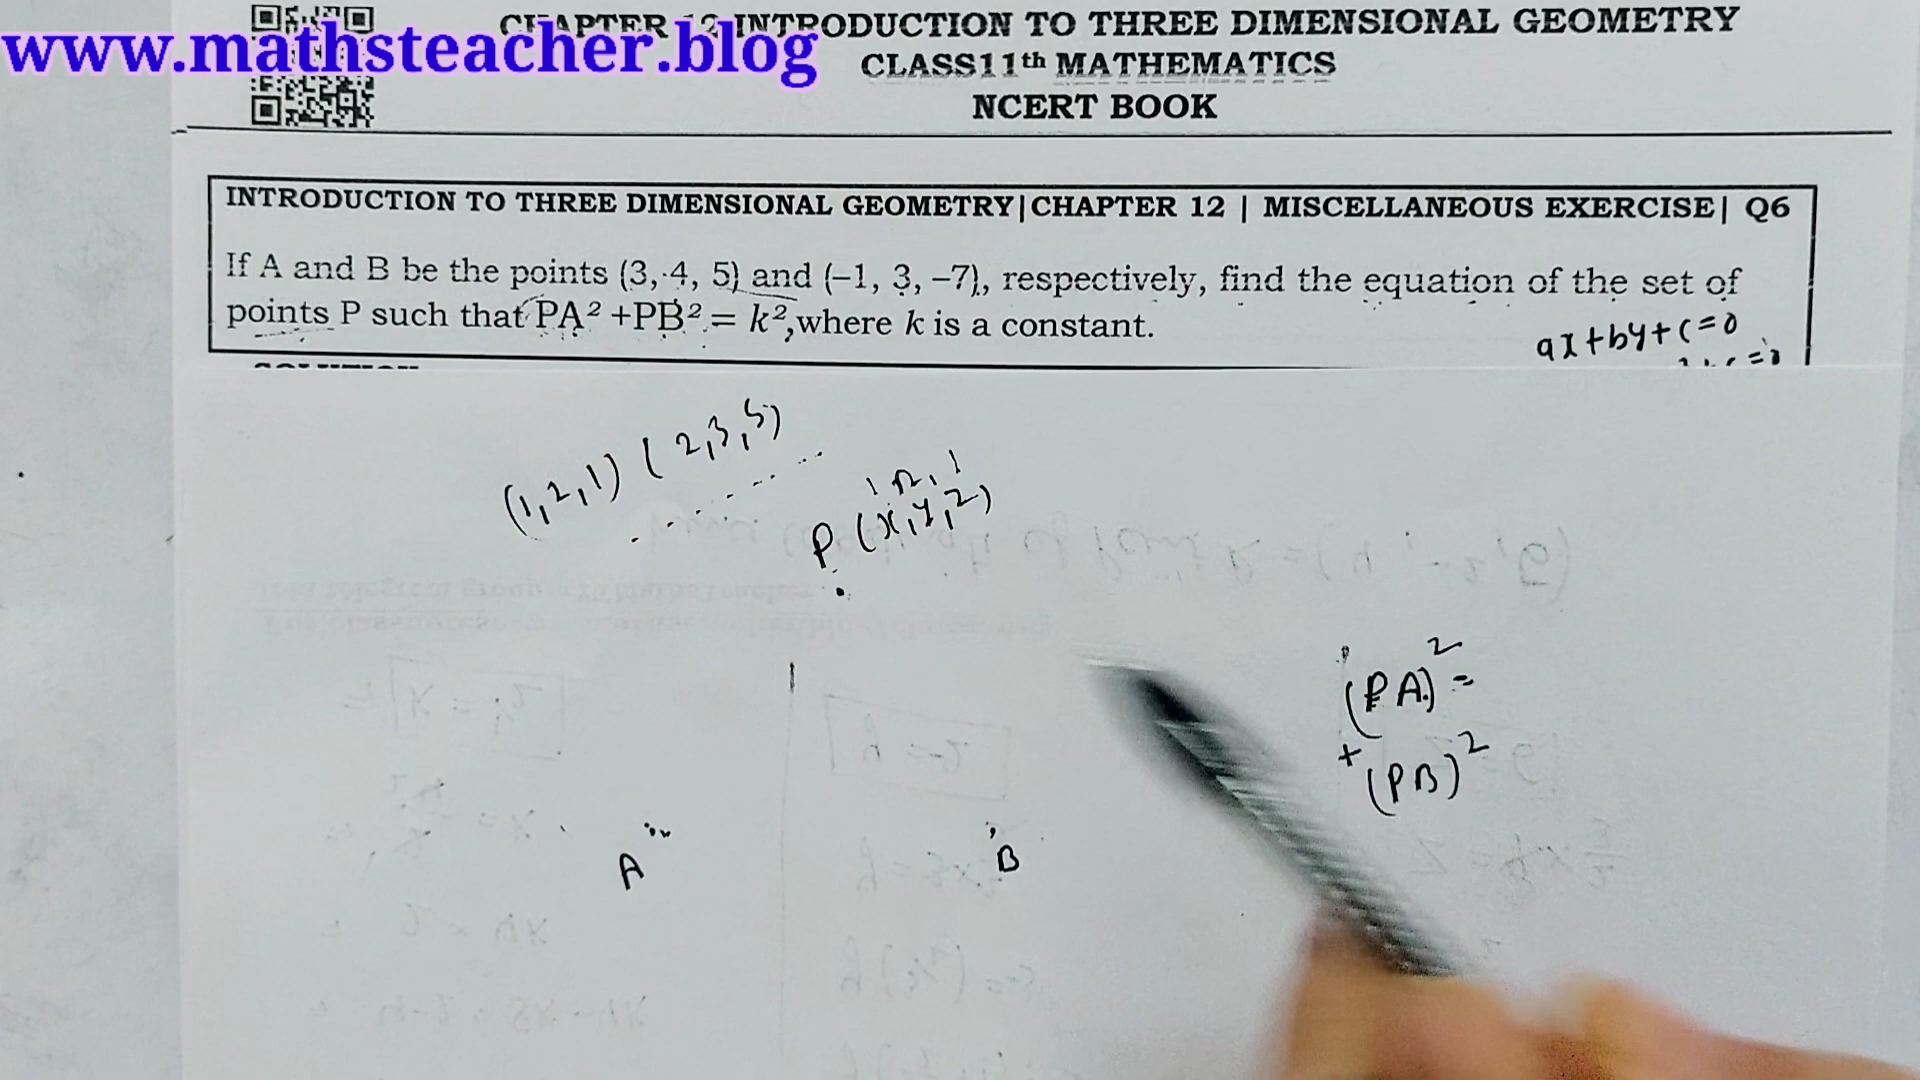 CHAPTER 12 INTRODUCTION TO THREE DIMENSIONAL GEOMETRY
www.mathsteacher.blog
CLASS11th MATHEMATICS
NCERT BOOK
INTRODUCTION TO THREE DIMENSIONAL GEOMETRY|CHAPTER 12 | MISCELLANEOUS EXERCISE| Q6
If A and B be the points (3, 4, 5) and (–1, 3, –7), respectively, find the equation of the set of
points P such that PA² +PB² = k², where k is a constant.
ax+by+c=0
(1,2,1) (2,3,5)
1 2, 1
P (x,y,z)
(PA)² =
+ (PB)²
A
B